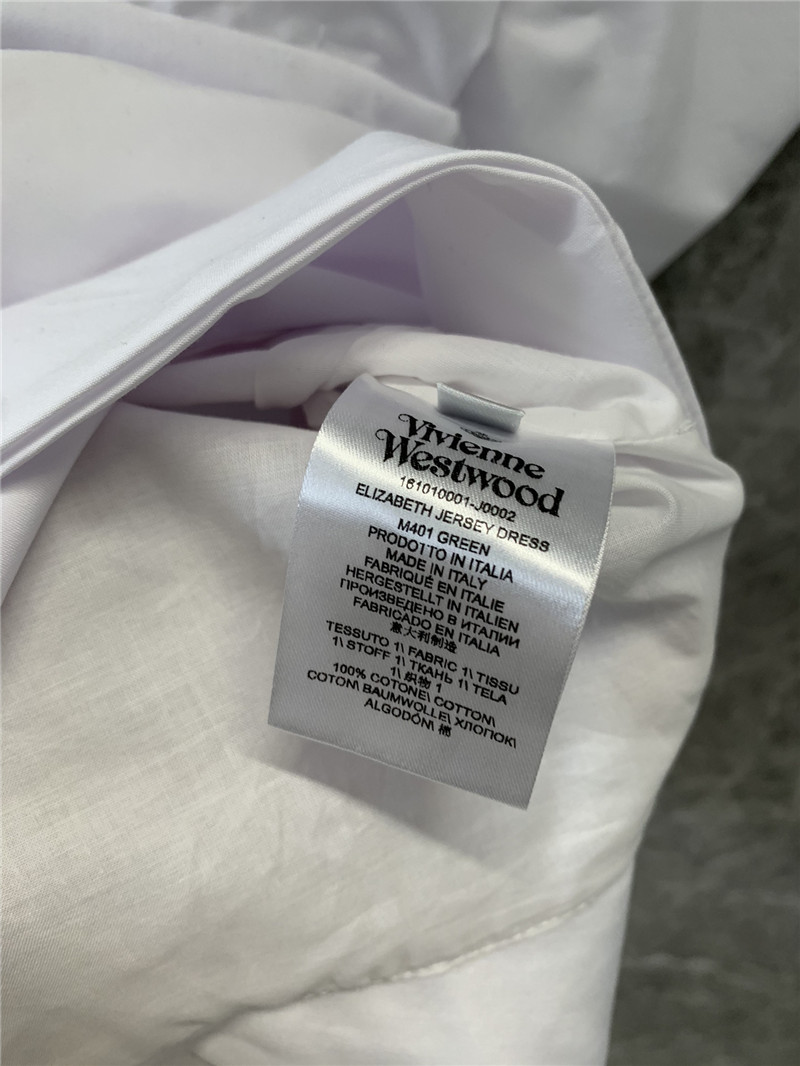 Vivienne
Westwood
161010001-J0002
ELIZABETH JERSEY DRESS
M401 GREEN
PRODOTTO IN ITALIA
MADE IN ITALY
FABRIQUÉ EN ITALIE
HERGESTELLT IN ITALIEN
ПРОИЗВЕДЕНО В ИТАЛИИ
FABRICADO EN ITALIA
意大利制造
TESSUTO 1\ FABRIC 1\ TISSU
1\ STOFF 1\ ТКАНЬ 1\ TELA
1\ 织物 1
100% COTONE\ COTTON\
COTON\ BAUMWOLLE\ ХЛОПОК\
ALGODÓN\ 棉